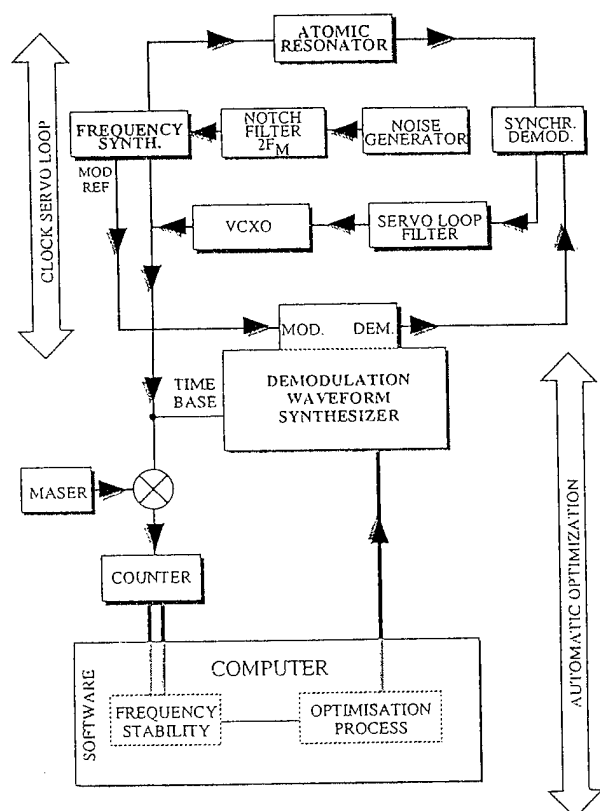 ATOMIC
RESONATOR
FREQUENCY
SYNTH.
NOTCH
FILTER
2F M
NOISE
GENERATOR
SYNCHR.
DEMOD.
MOD
REF
VCXO
SERVO LOOP
FILTER
CLOCK SERVO LOOP
MOD. DEM.
DEMODULATION
WAVEFORM
SYNTHESIZER
TIME
BASE
MASER
COUNTER
AUTOMATIC OPTIMIZATION
COMPUTER
SOFTWARE
FREQUENCY
STABILITY
OPTIMISATION
PROCESS